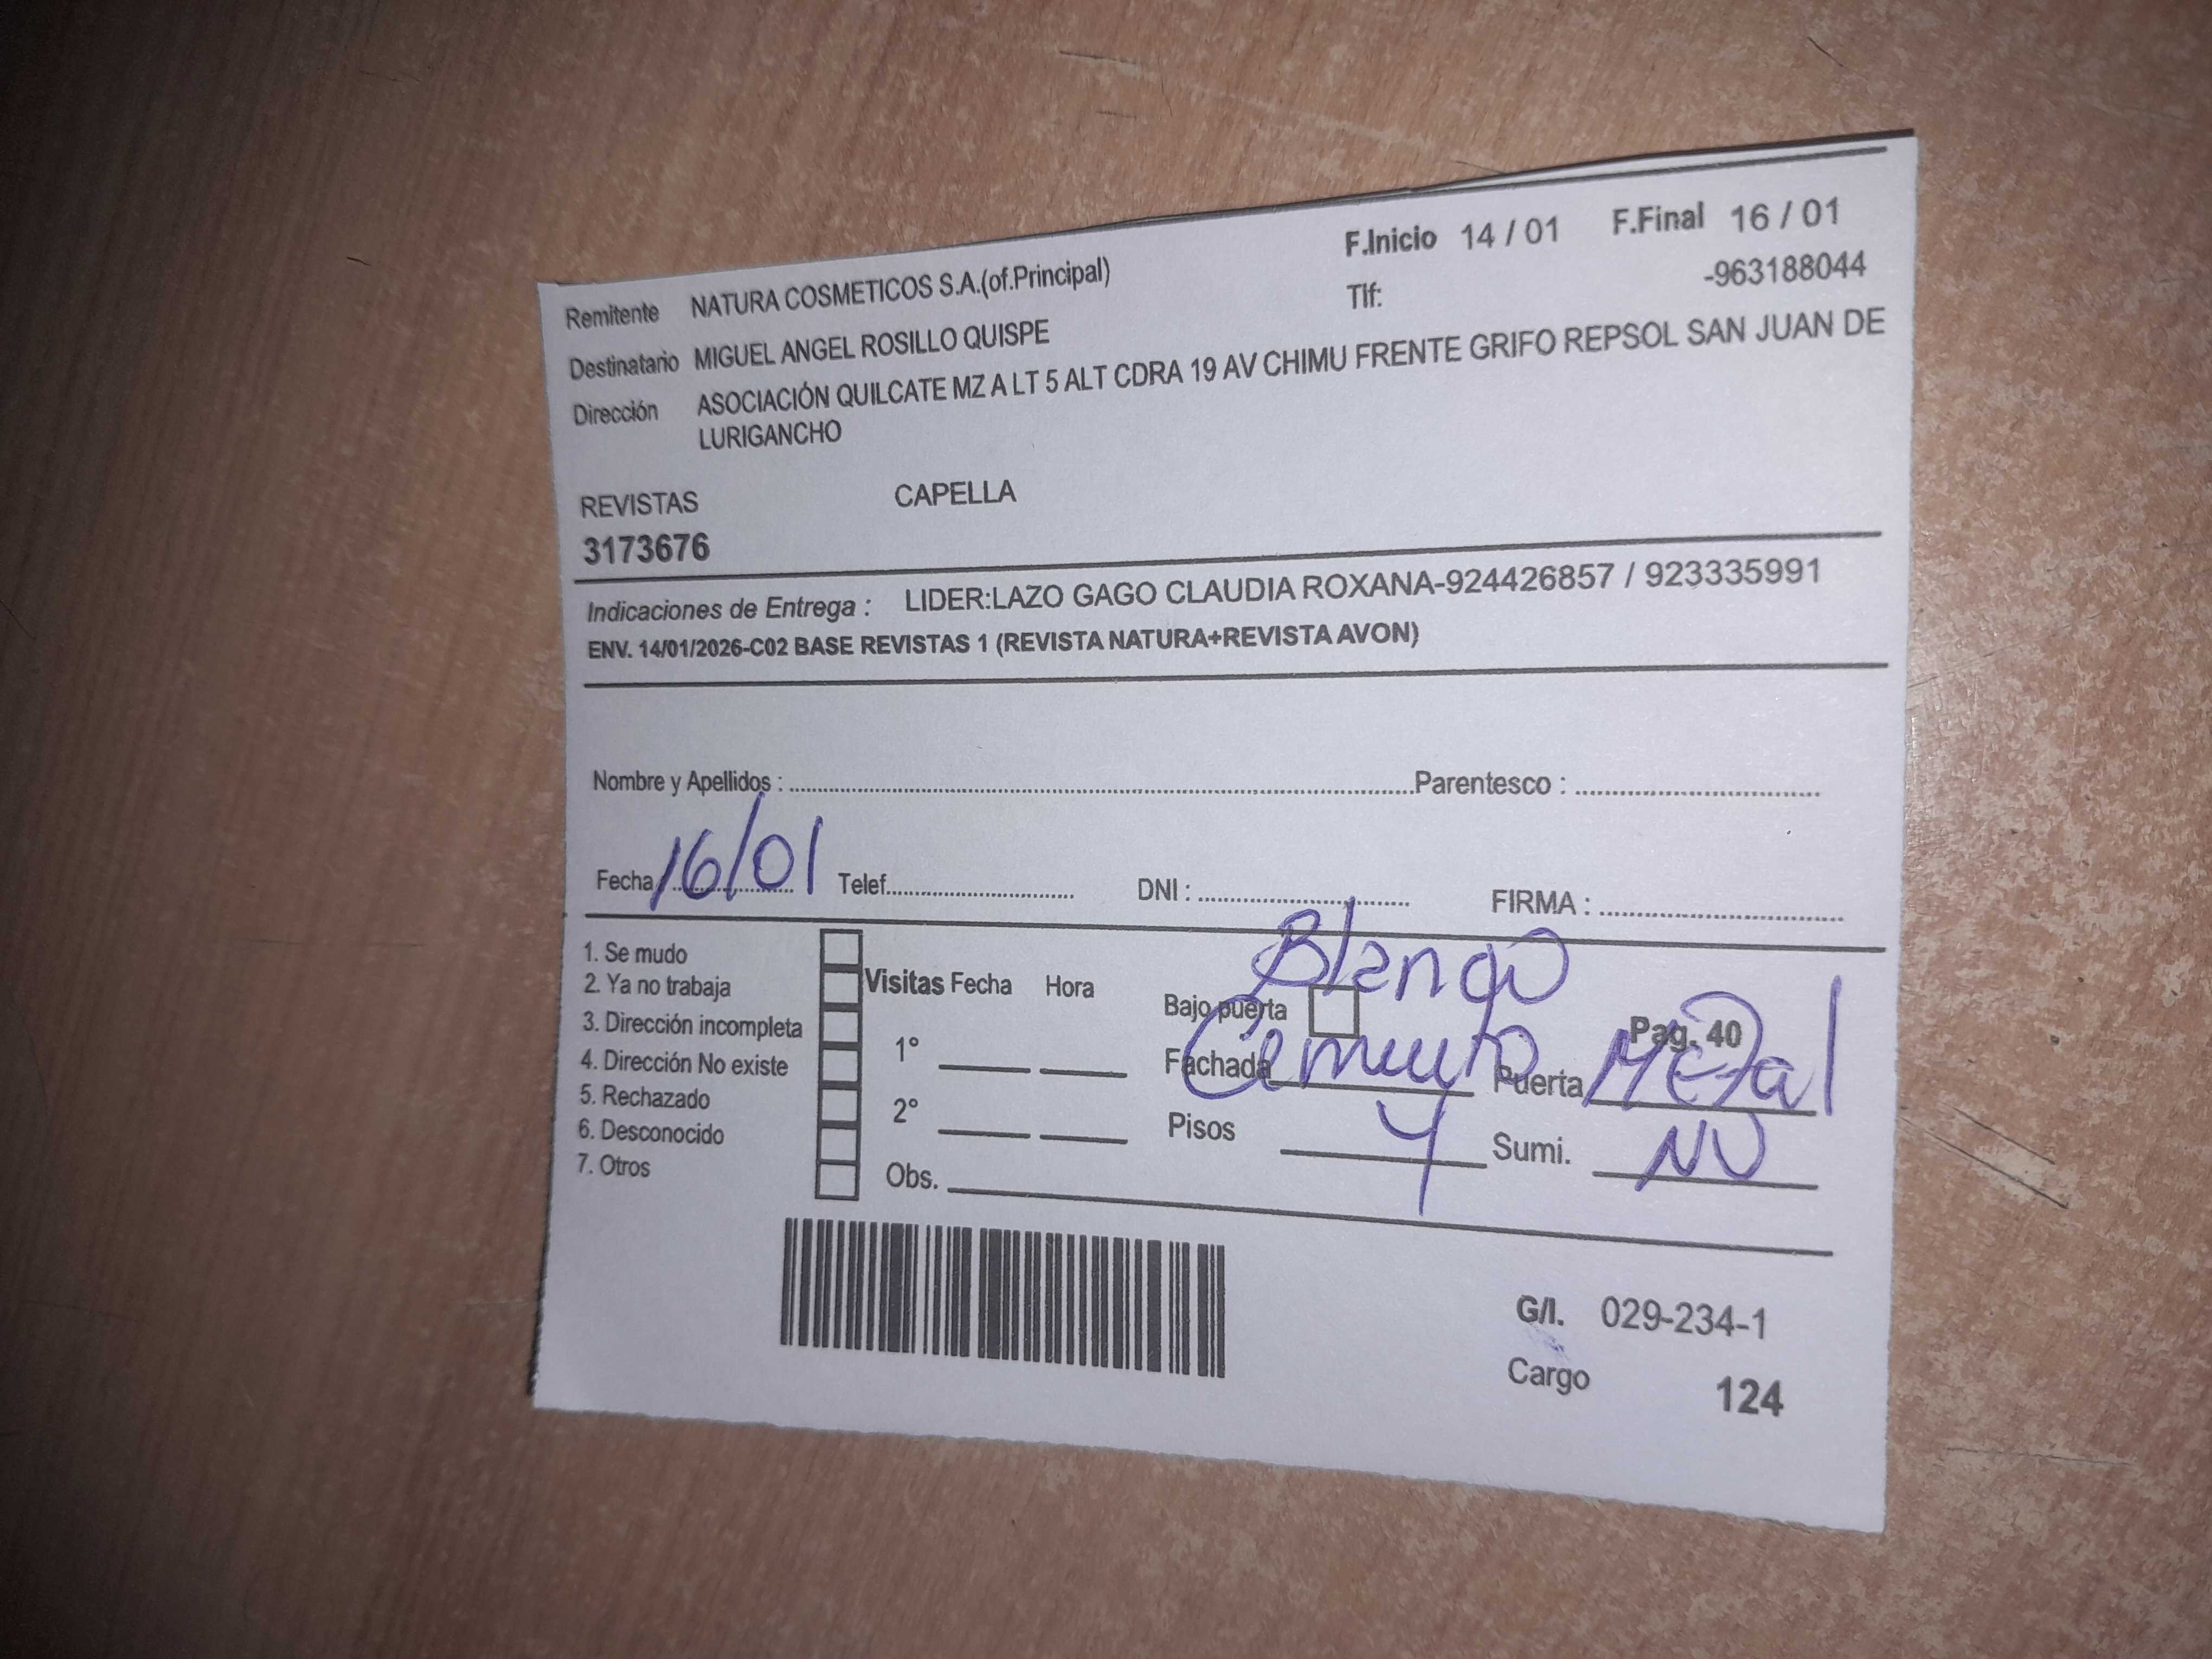 F.Inicio 14 / 01 F.Final 16 / 01
Remitente NATURA COSMETICOS S.A.(of.Principal) Tlf: -963188044
Destinatario MIGUEL ANGEL ROSILLO QUISPE
Dirección ASOCIACIÓN QUILCATE MZ A LT 5 ALT CDRA 19 AV CHIMU FRENTE GRIFO REPSOL SAN JUAN DE
LURIGANCHO
REVISTAS CAPELLA
3173676
Indicaciones de Entrega : LIDER:LAZO GAGO CLAUDIA ROXANA-924426857 / 923335991
ENV. 14/01/2026-C02 BASE REVISTAS 1 (REVISTA NATURA+REVISTA AVON)
Nombre y Apellidos : Parentesco :
Fecha 16/01 Telef. DNI : FIRMA :
1. Se mudo
2. Ya no trabaja
3. Dirección incompleta
4. Dirección No existe
5. Rechazado
6. Desconocido
7. Otros
Visitas Fecha Hora
1°
2°
Obs.
Bajo puerta Pag. 40
Fachada Puerta Metal
Pisos 4 Sumi. NO
G/I. 029-234-1
Cargo 124